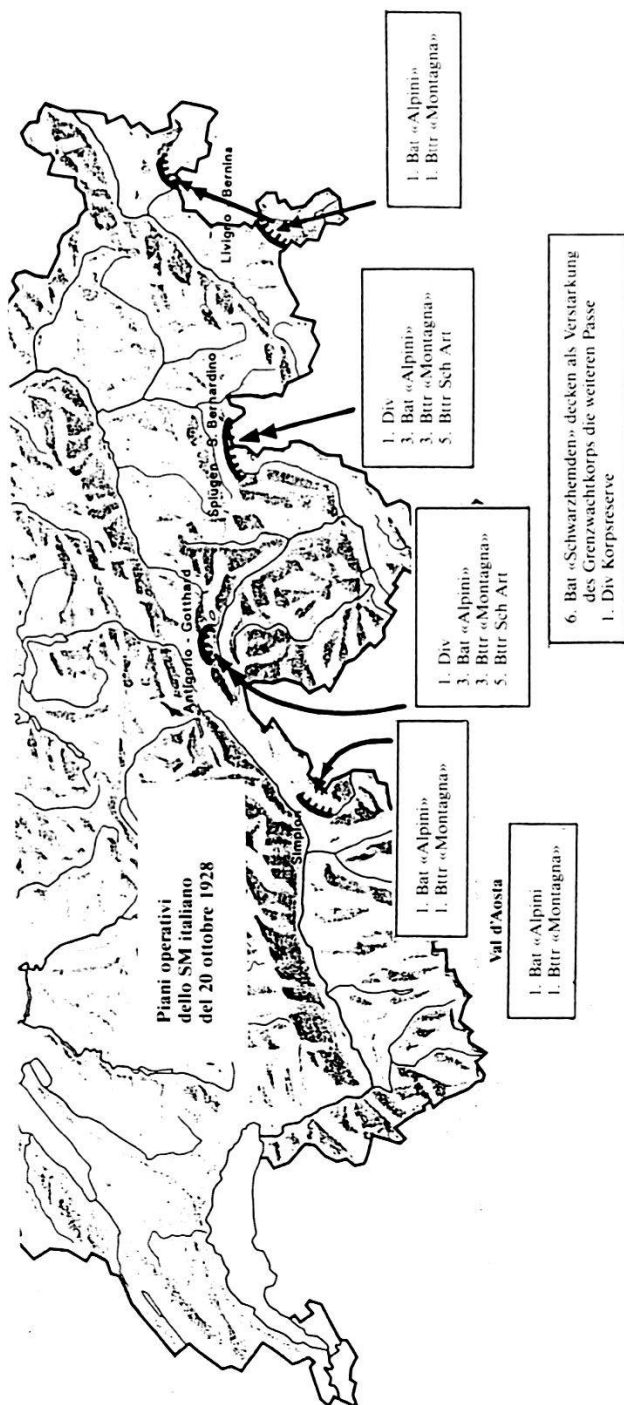 Piani operativi
dello SM italiano
del 20 ottobre 1928
Simplon
Antigorio
Gotthard
Splügen
B. Bernardino
Livigno
Bernina
1. Bat «Alpini»
1. Bttr «Montagna»
1. Div
3. Bat «Alpini»
3. Bttr «Montagna»
5. Bttr Sch Art
1. Div
3. Bat «Alpini»
3. Bttr «Montagna»
5. Bttr Sch Art
1. Bat «Alpini»
1. Bttr «Montagna»
Val d'Aosta
1. Bat «Alpini
1. Bttr «Montagna»
6. Bat «Schwarzhemden» decken als Verstarkung
des Grenzwachtkorps die weiteren Passe
1. Div Korpsreserve